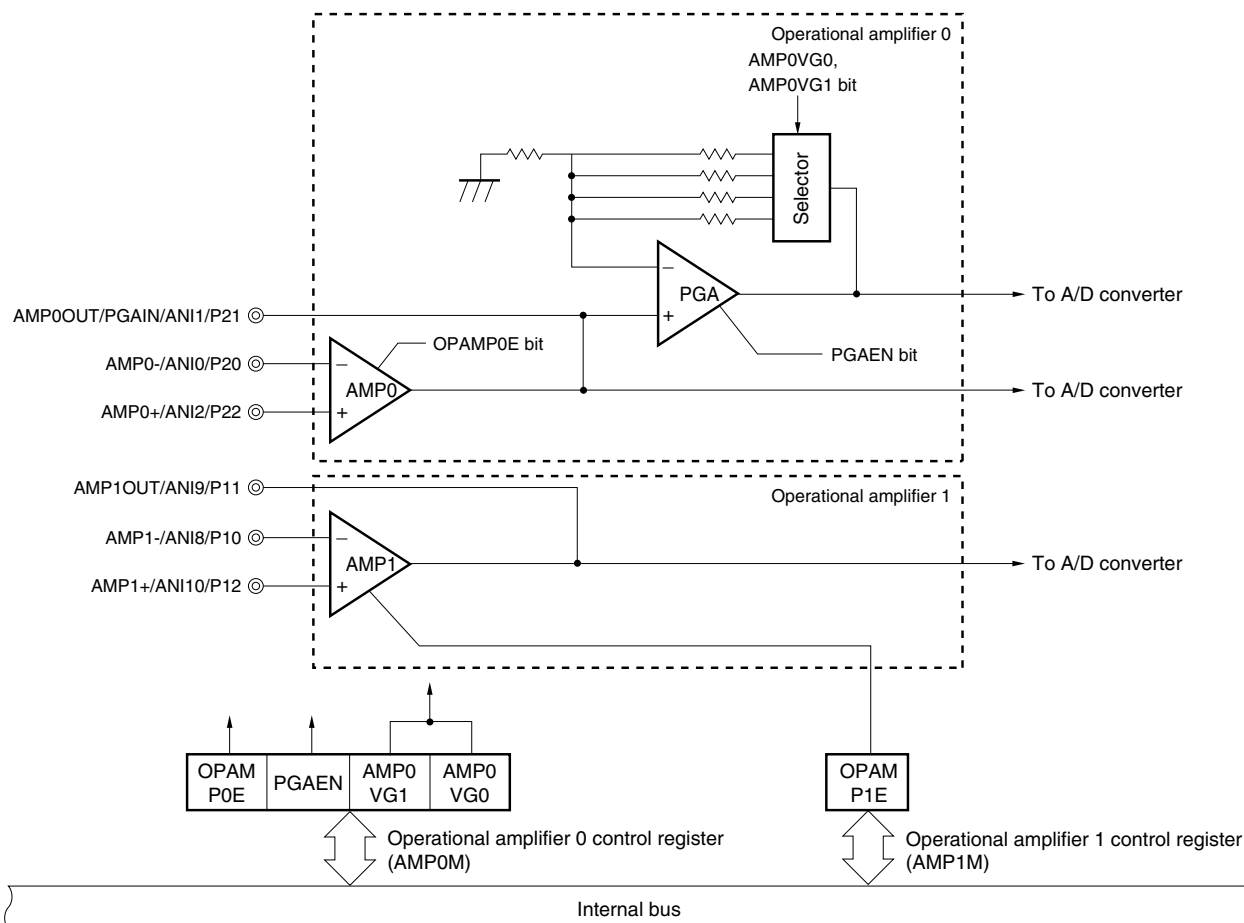 Operational amplifier 0
AMP0VG0,
AMP0VG1 bit
Selector
−
PGA
+
To A/D converter
AMP0OUT/PGAIN/ANI1/P21
OPAMP0E bit
PGAEN bit
AMP0-/ANI0/P20
−
AMP0
To A/D converter
AMP0+/ANI2/P22
+
AMP1OUT/ANI9/P11
Operational amplifier 1
AMP1-/ANI8/P10
−
AMP1
To A/D converter
AMP1+/ANI10/P12
+
OPAM
P0E
PGAEN
AMP0
VG1
AMP0
VG0
OPAM
P1E
Operational amplifier 0 control register
(AMP0M)
Operational amplifier 1 control register
(AMP1M)
Internal bus